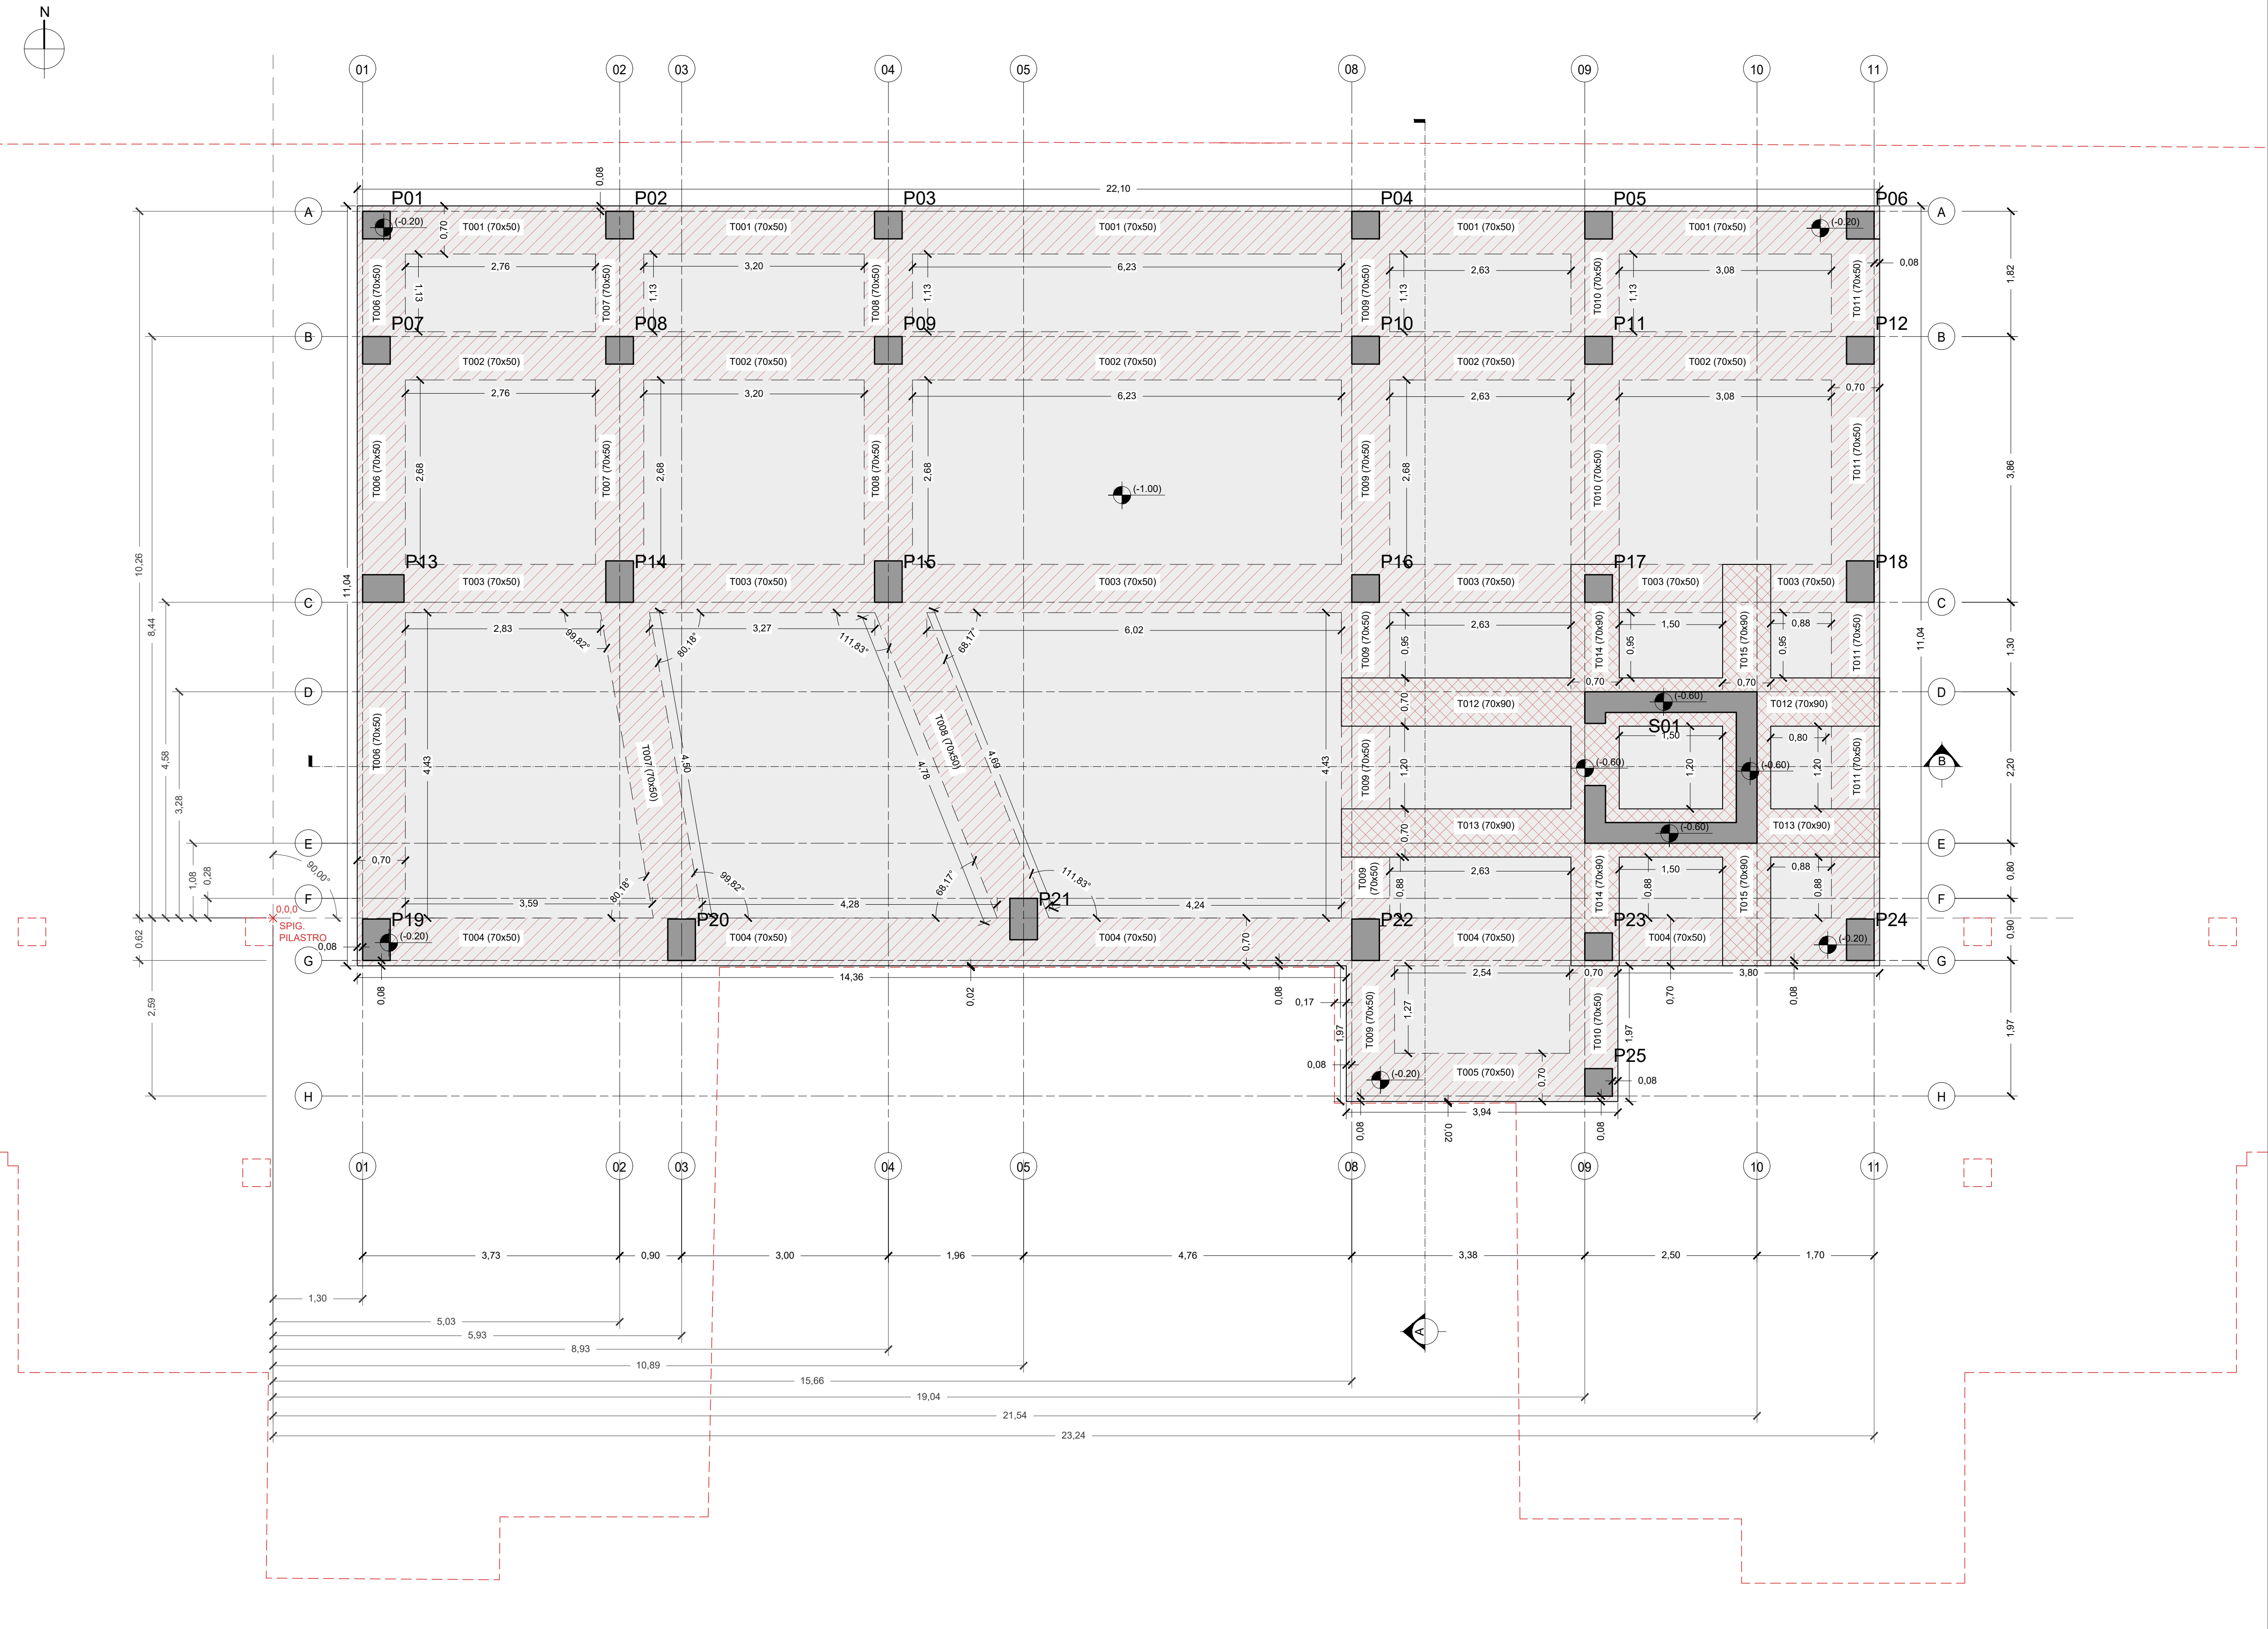 N
01 02 03 04 05 08 09 10 11
0,08
22,10
P01 P02 P03 P04 P05 P06
A A
(-0.20) (-0.20)
T001 (70x50) T001 (70x50) T001 (70x50) T001 (70x50) T001 (70x50)
0,70
0,08
1,82
2,76 3,20 6,23 2,63 3,08
T006 (70x50) T007 (70x50) T008 (70x50) T009 (70x50) T010 (70x50) T011 (70x50)
1,13 1,13 1,13 1,13 1,13
P07 P08 P09 P10 P11 P12
B B
T002 (70x50) T002 (70x50) T002 (70x50) T002 (70x50) T002 (70x50)
2,76 3,20 6,23 2,63 3,08
0,70
T006 (70x50) T007 (70x50) T008 (70x50) T009 (70x50) T010 (70x50) T011 (70x50)
2,68 2,68 2,68 2,68
3,86
(-1.00)
10,26
11,04
P13 P14 P15 P16 P17 P18
T003 (70x50) T003 (70x50) T003 (70x50) T003 (70x50) T003 (70x50) T003 (70x50)
C C
8,44
2,83 3,27 6,02 2,63 1,50 0,88
99,82° 80,18° 111,83° 68,17°
T009 (70x50) T014 (70x90) T015 (70x90) T011 (70x50)
0,95 0,95 0,95
1,30
11,04
0,70 0,70
D D
(-0.60)
0,70
T012 (70x90) T012 (70x90)
S01
1,50
0,80
4,58
T006 (70x50) T007 (70x50) T008 (70x50) T009 (70x50) T011 (70x50)
4,43 4,50 4,78 4,69 4,43 1,20 1,20 1,20
(-0.60) (-0.60)
B
2,20
3,28
T013 (70x90) T013 (70x90)
0,70
(-0.60)
E E
0,70
90,00°
1,08
0,28
80,18° 99,82° 68,17° 111,83°
T009
(70x50)
2,63 1,50 0,88
0,88 0,88 0,88
T014 (70x90) T015 (70x90)
0,80
F F
3,59 4,28 4,24
P21
0,0,0
SPIG.
PILASTRO
P19 P20 P22 P23 P24
0,62
0,08
(-0.20) (-0.20)
T004 (70x50) T004 (70x50) T004 (70x50) T004 (70x50) T004 (70x50)
0,70
0,90
G G
14,36
2,54 0,70 3,80
0,08 0,02 0,08 0,70 0,08
2,59
0,17
1,97
T009 (70x50)
1,27
T010 (70x50)
1,97
1,97
P25
0,08
(-0.20)
T005 (70x50)
0,70
0,08
H H
3,94
0,08 0,02 0,08
01 02 03 04 05 08 09 10 11
3,73 0,90 3,00 1,96 4,76 3,38 2,50 1,70
1,30
5,03
A
5,93
8,93
10,89
15,66
19,04
21,54
23,24